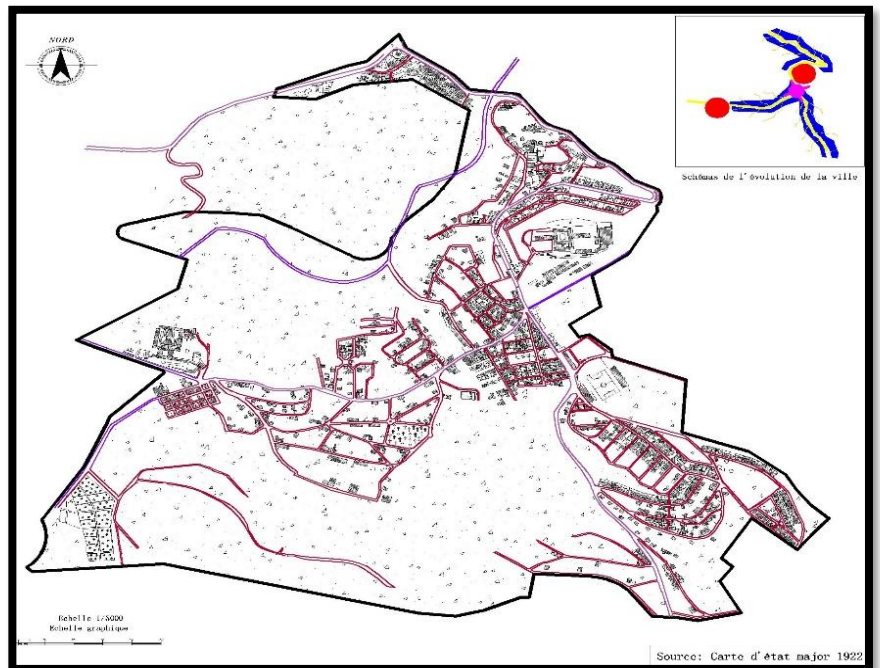 NORD
Schémas de l'évolution de la ville
Echelle 1/5000
Echelle graphique
Source: Carte d'état major 1922